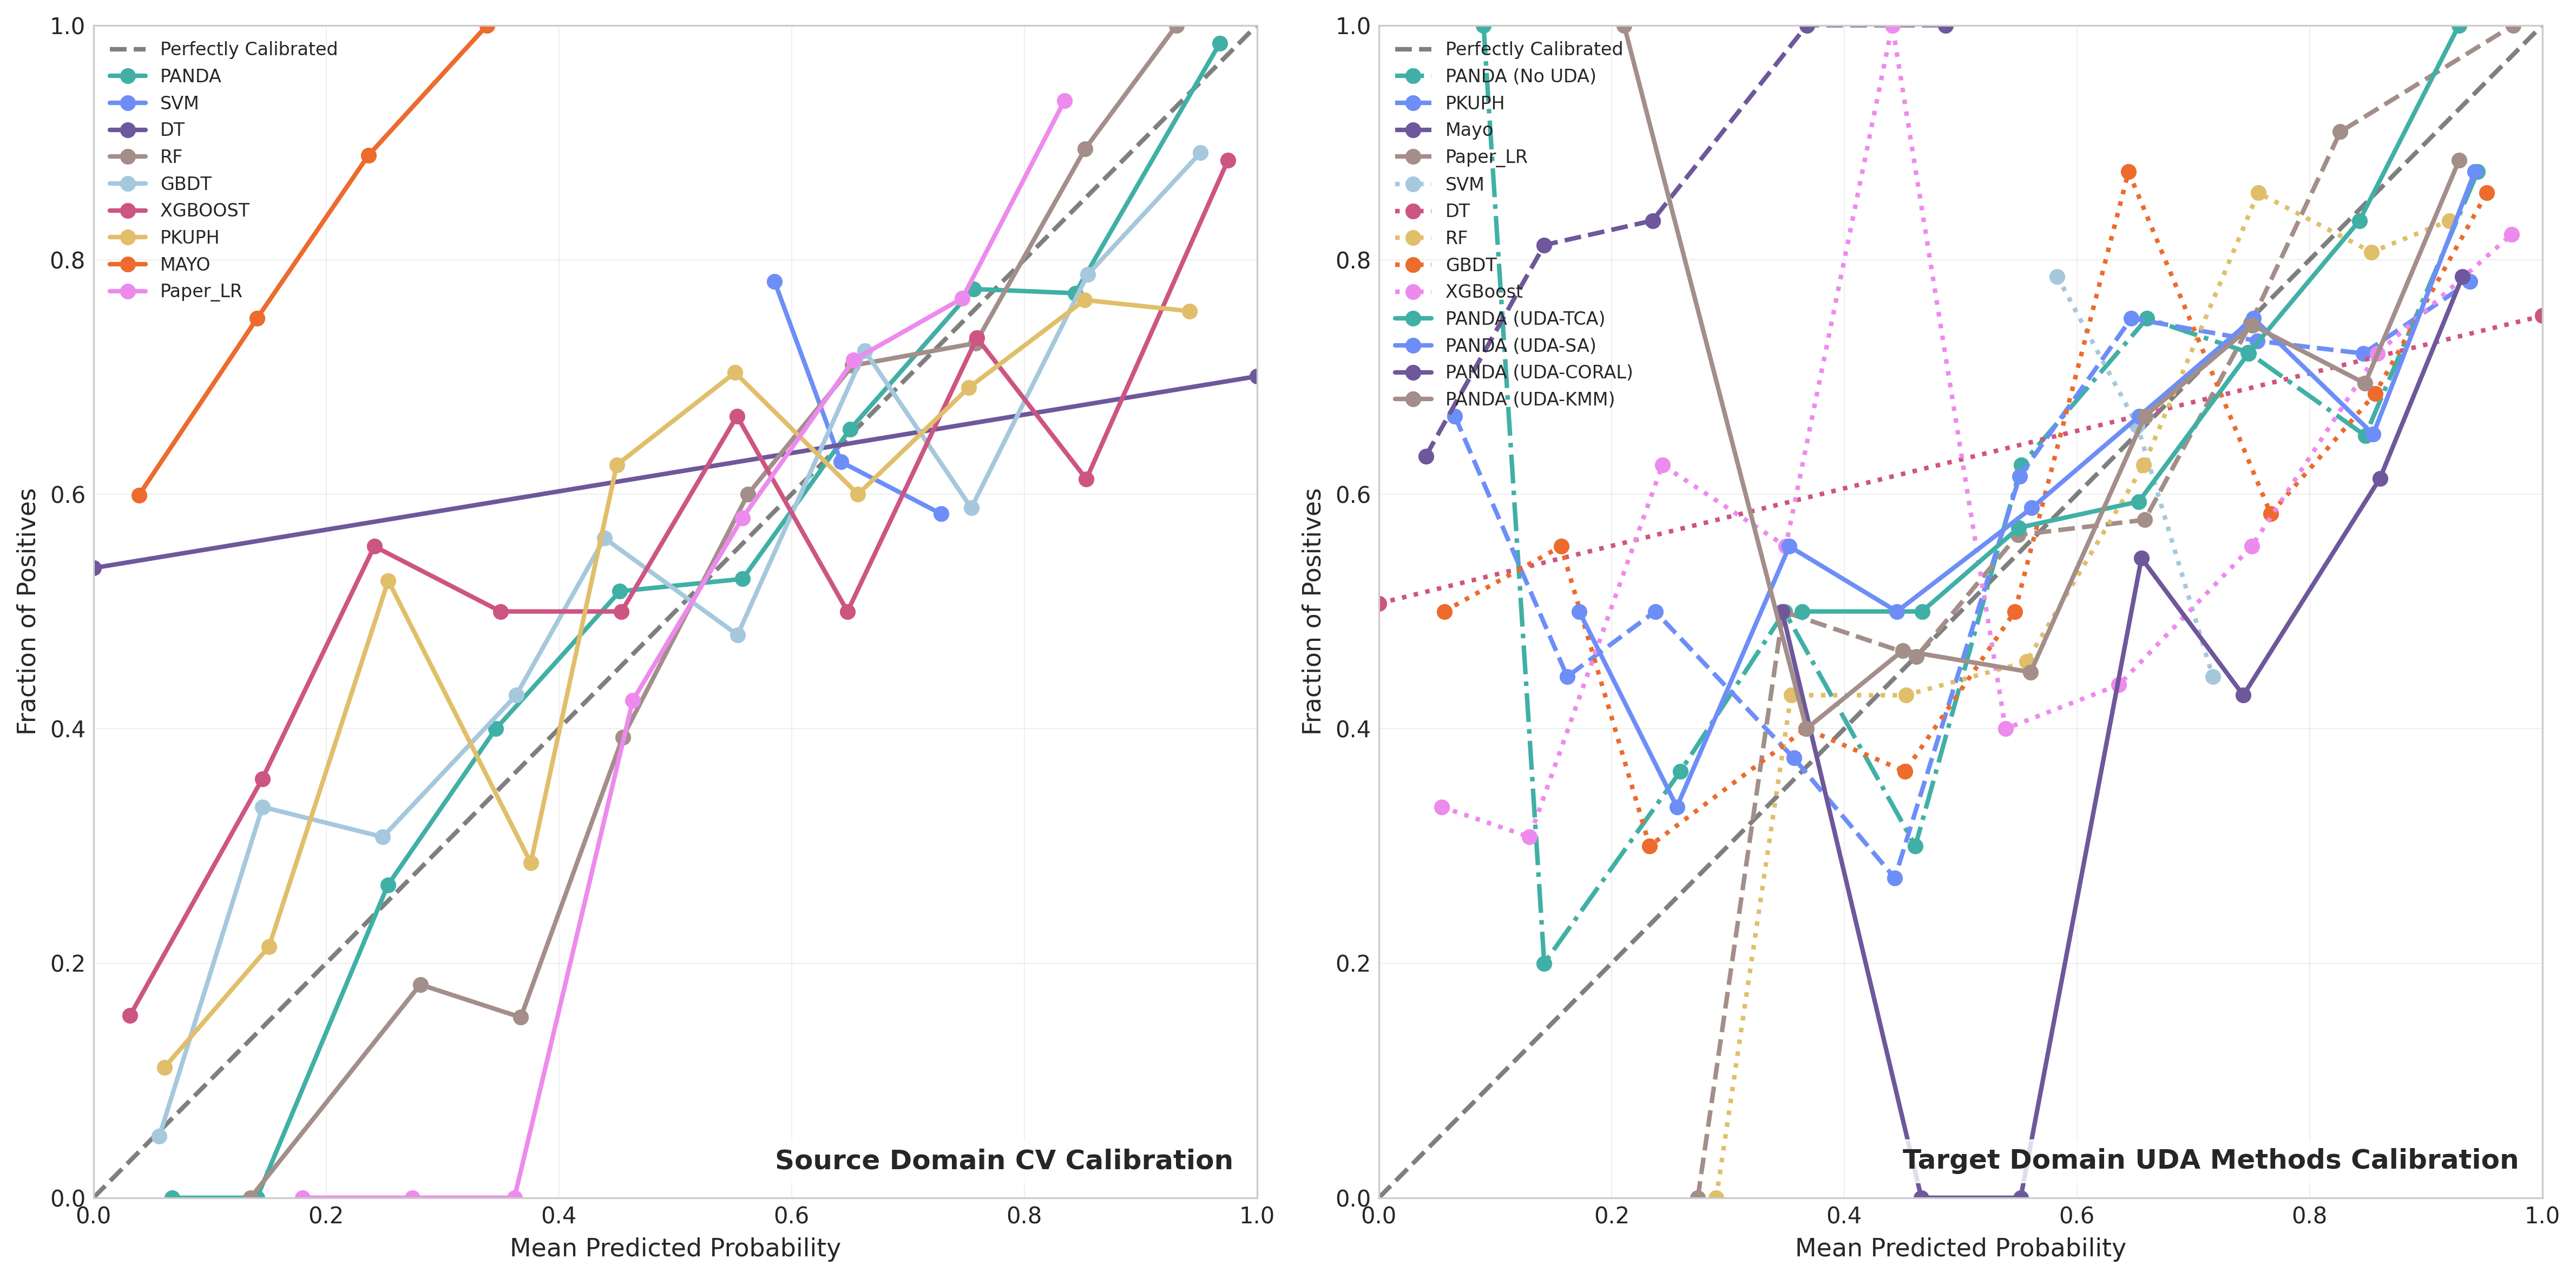 1.0
0.8
0.6
0.4
0.2
0.0
Fraction of Positives
Perfectly Calibrated
PANDA
SVM
DT
RF
GBDT
XGBOOST
PKUPH
MAYO
Paper_LR
Source Domain CV Calibration
0.0 0.2 0.4 0.6 0.8 1.0
Mean Predicted Probability
1.0
0.8
0.6
0.4
0.2
0.0
Fraction of Positives
Perfectly Calibrated
PANDA (No UDA)
PKUPH
Mayo
Paper_LR
SVM
DT
RF
GBDT
XGBoost
PANDA (UDA-TCA)
PANDA (UDA-SA)
PANDA (UDA-CORAL)
PANDA (UDA-KMM)
Target Domain UDA Methods Calibration
0.0 0.2 0.4 0.6 0.8 1.0
Mean Predicted Probability